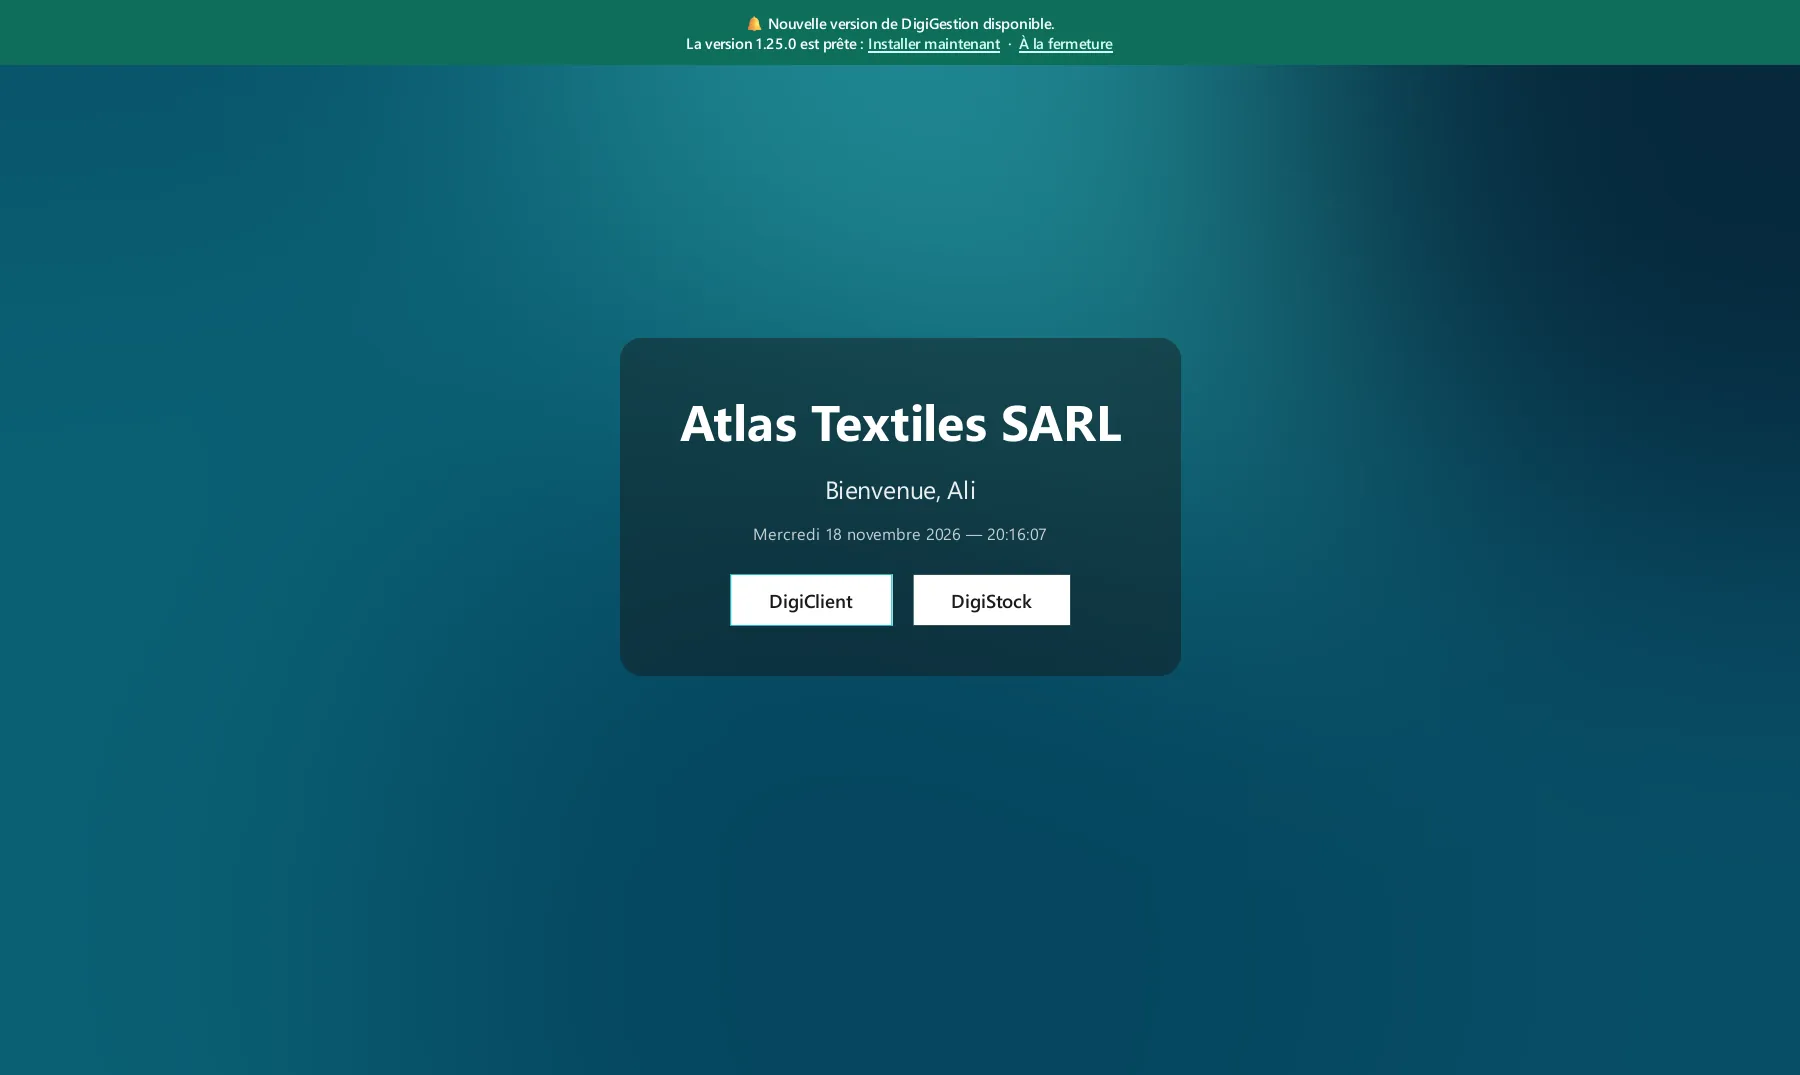 🔔 Nouvelle version de DigiGestion disponible.
La version 1.25.0 est prête : Installer maintenant · À la fermeture
Atlas Textiles SARL
Bienvenue, Ali
Mercredi 18 novembre 2026 — 20:16:07
DigiClient
DigiStock